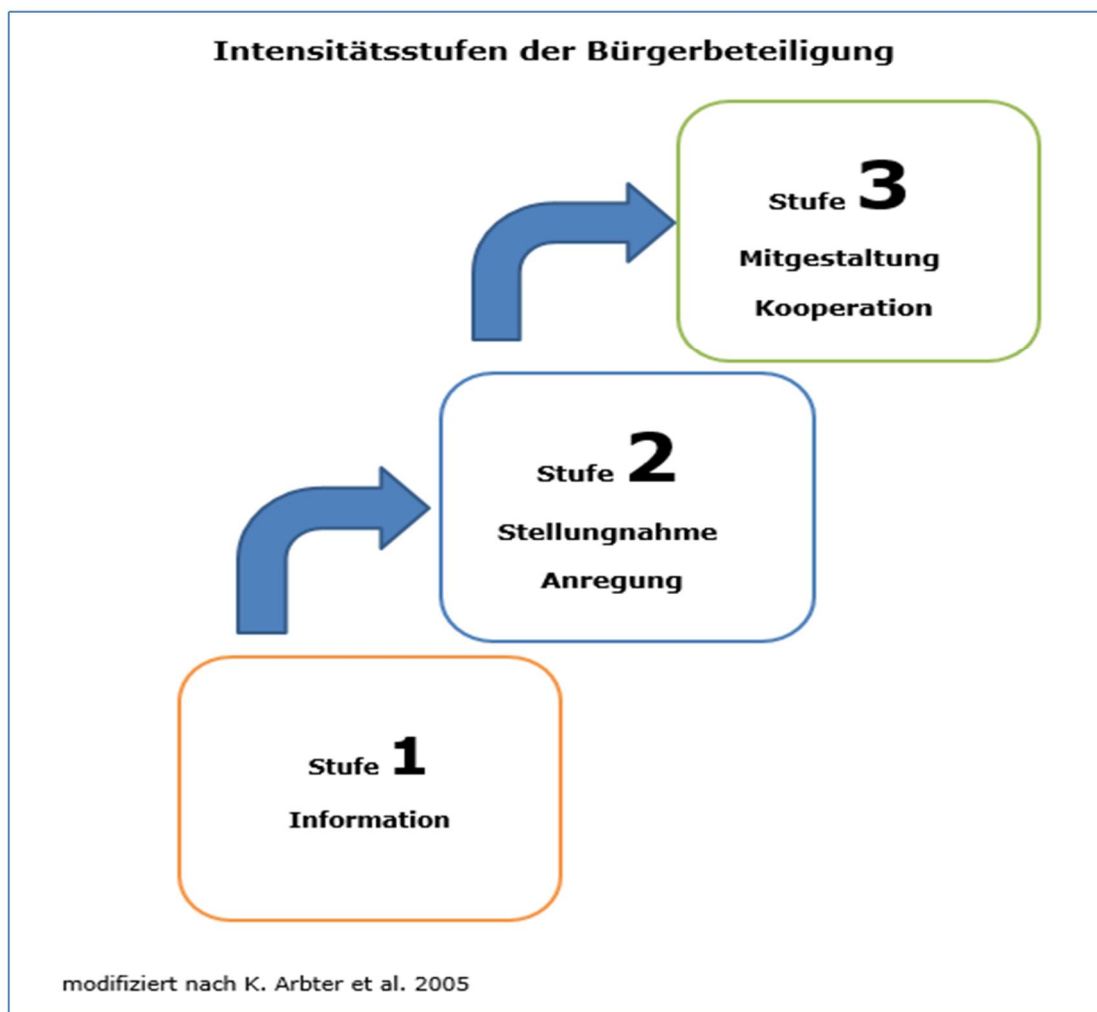 Intensitätsstufen der Bürgerbeteiligung
Stufe 3
Mitgestaltung
Kooperation
Stufe 2
Stellungnahme
Anregung
Stufe 1
Information
modifiziert nach K. Arbter et al. 2005